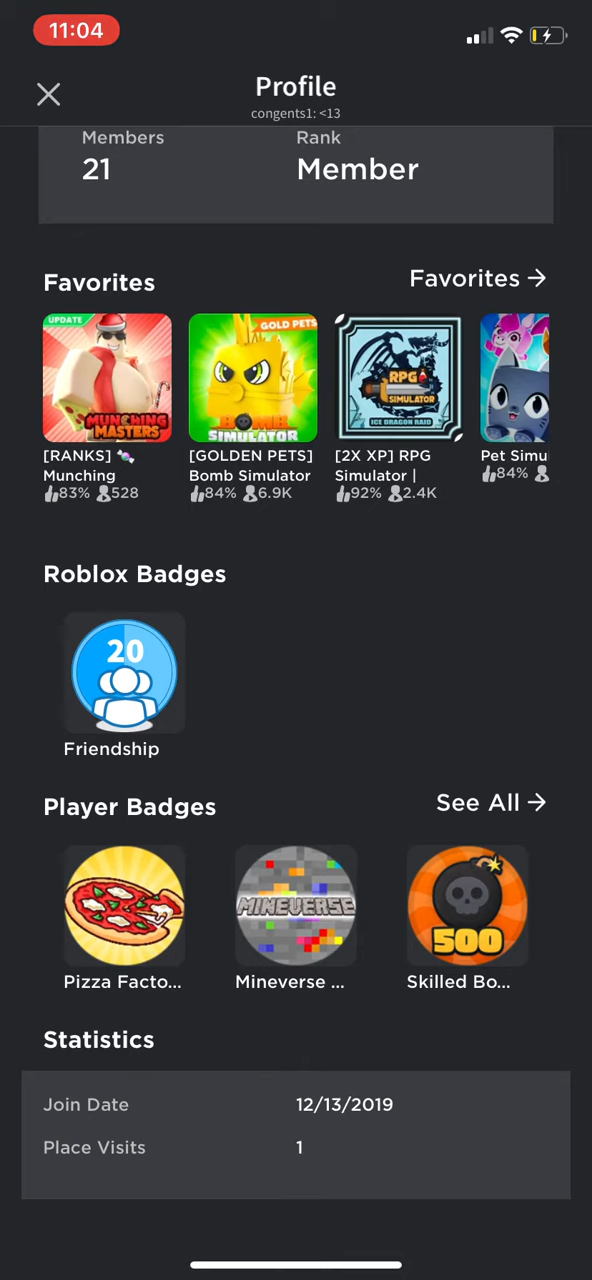 11:04
Profile
congents1: <13
Members
Rank
21
Member
Favorites
Favorites →
UPDATE
MUNCHING
MASTERS
GOLD PETS
BOMB
SIMULATOR
RPG
SIMULATOR
ICE DRAGON RAID
[RANKS] 🍬
Munching
83% 528
[GOLDEN PETS]
Bomb Simulator
84% 6.9K
[2X XP] RPG
Simulator |
92% 2.4K
Pet Simu
84%
Roblox Badges
20
Friendship
Player Badges
See All →
MINEVERSE
500
Pizza Facto...
Mineverse ...
Skilled Bo...
Statistics
Join Date
12/13/2019
Place Visits
1